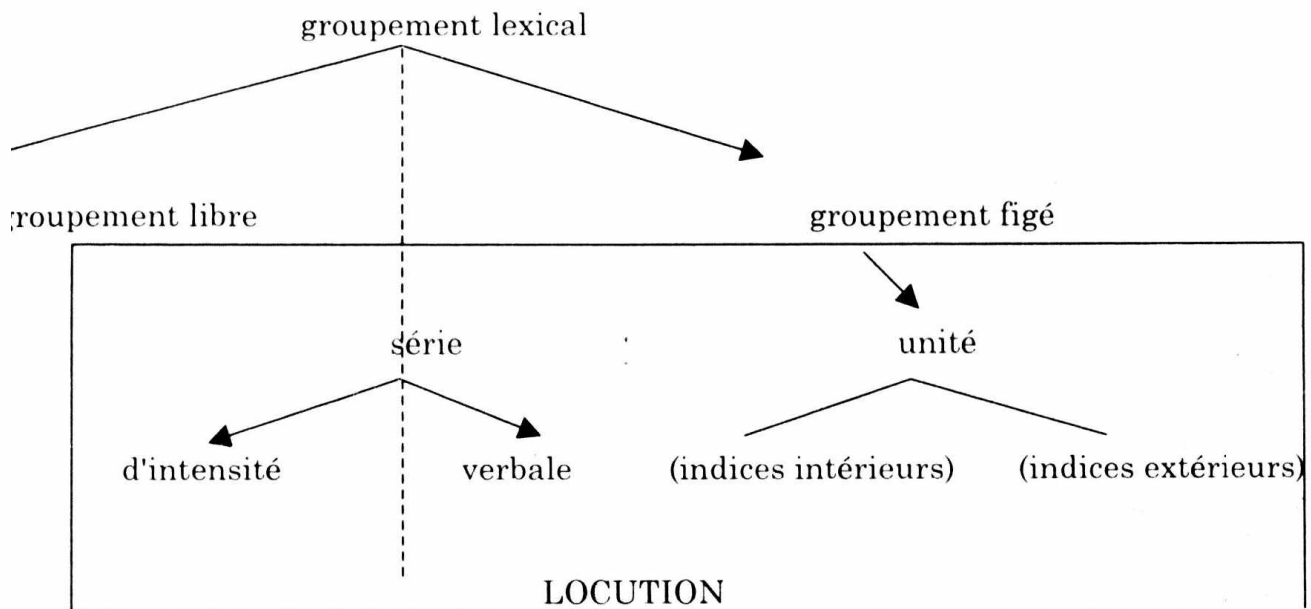 groupement lexical
roupement libre groupement figé
série unité
d'intensité verbale (indices intérieurs) (indices extérieurs)
LOCUTION